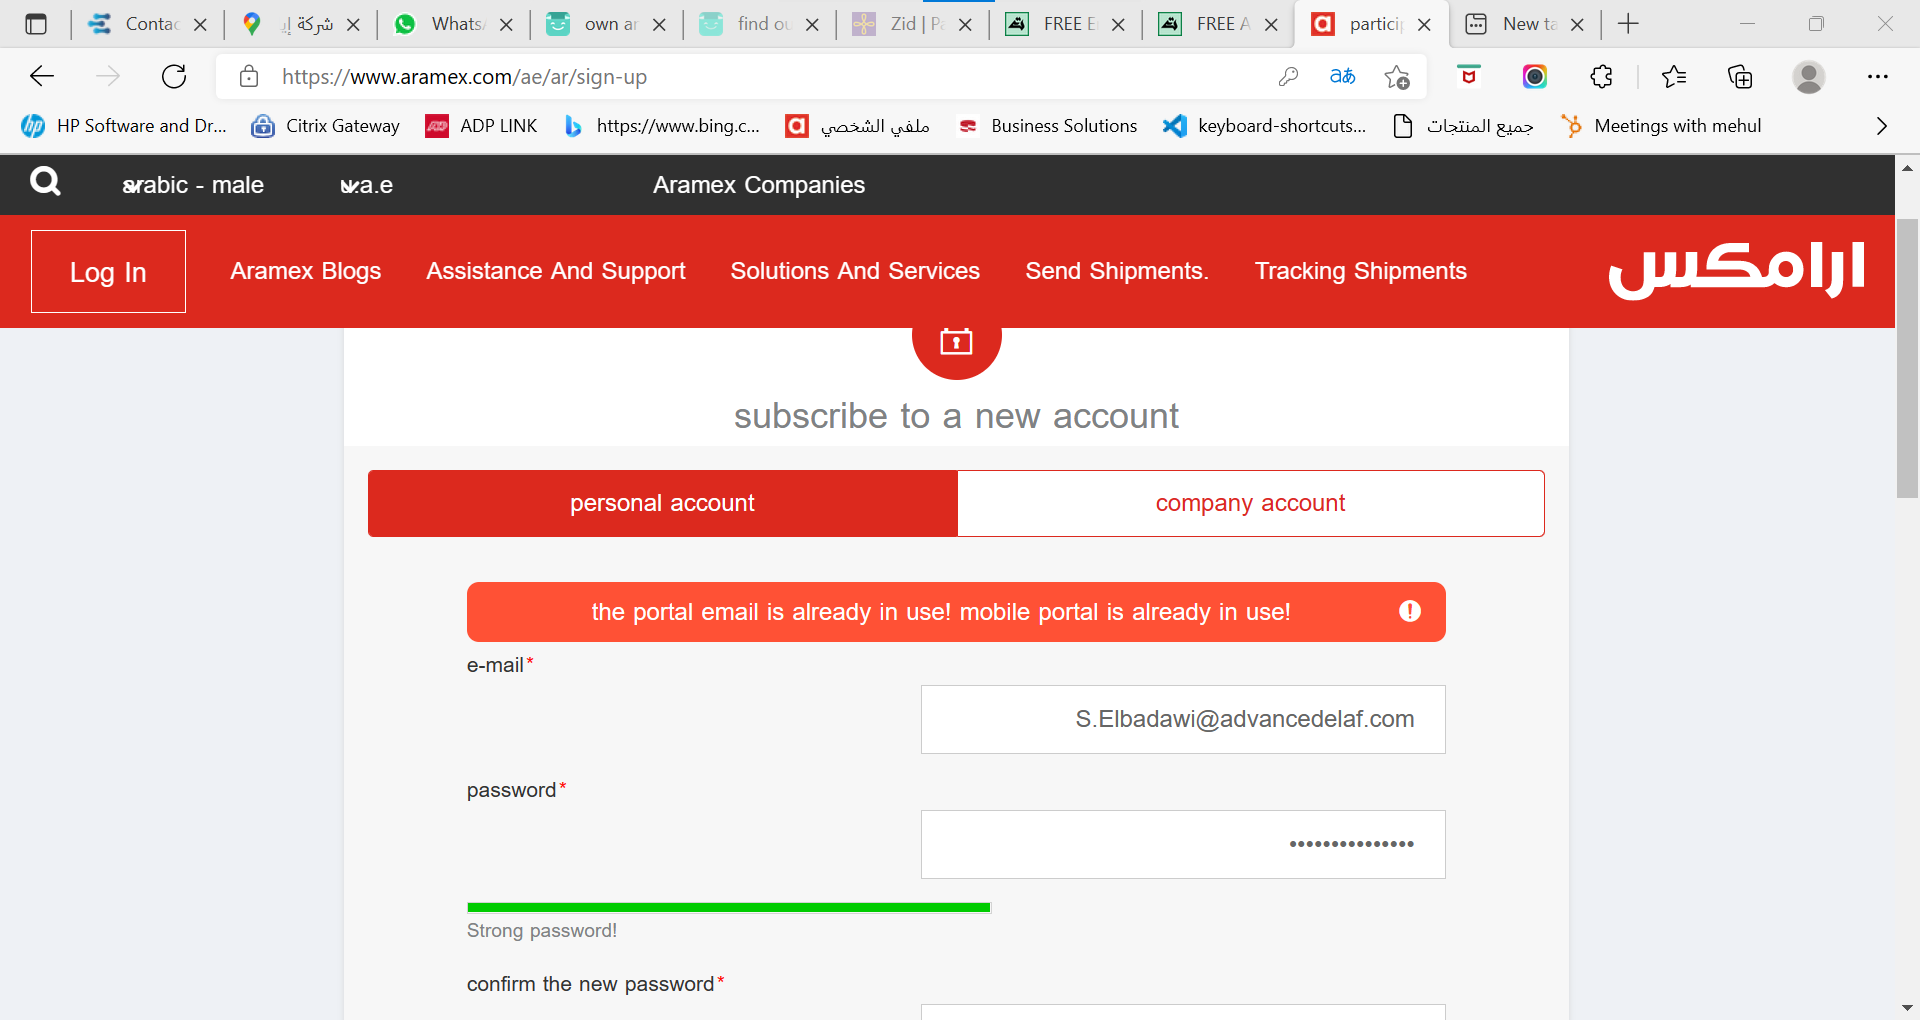 Contac
شركة إي
Whats
own ar
find ou
Zid | Pa
FREE E
FREE A
particip
New ta
https://www.aramex.com/ae/ar/sign-up
HP Software and Dr...
Citrix Gateway
ADP LINK
https://www.bing.c...
ملفي الشخصي
Business Solutions
keyboard-shortcuts...
جميع المنتجات
Meetings with mehul
arabic - male
u.a.e
Aramex Companies
Log In
Aramex Blogs
Assistance And Support
Solutions And Services
Send Shipments.
Tracking Shipments
ارامكس
subscribe to a new account
personal account
company account
the portal email is already in use! mobile portal is already in use!
e-mail*
S.Elbadawi@advancedelaf.com
password*
Strong password!
confirm the new password*